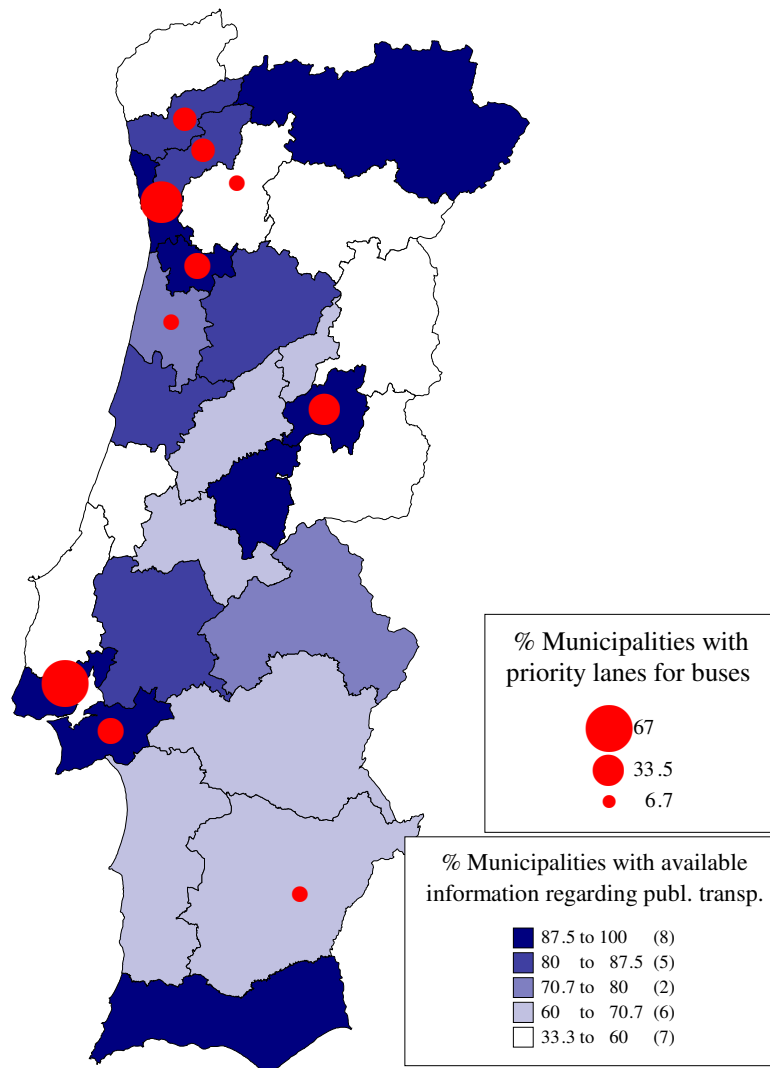 % Municipalities with
priority lanes for buses
67
33.5
6.7
% Municipalities with available
information regarding publ. transp.
87.5 to 100 (8)
80 to 87.5 (5)
70.7 to 80 (2)
60 to 70.7 (6)
33.3 to 60 (7)